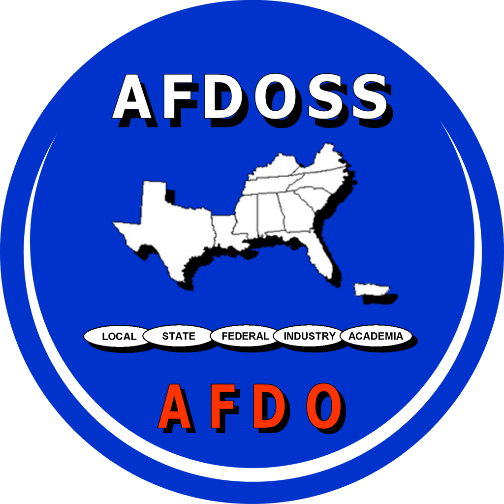 AFDOSS
LOCAL STATE FEDERAL INDUSTRY ACADEMIA
AFDO